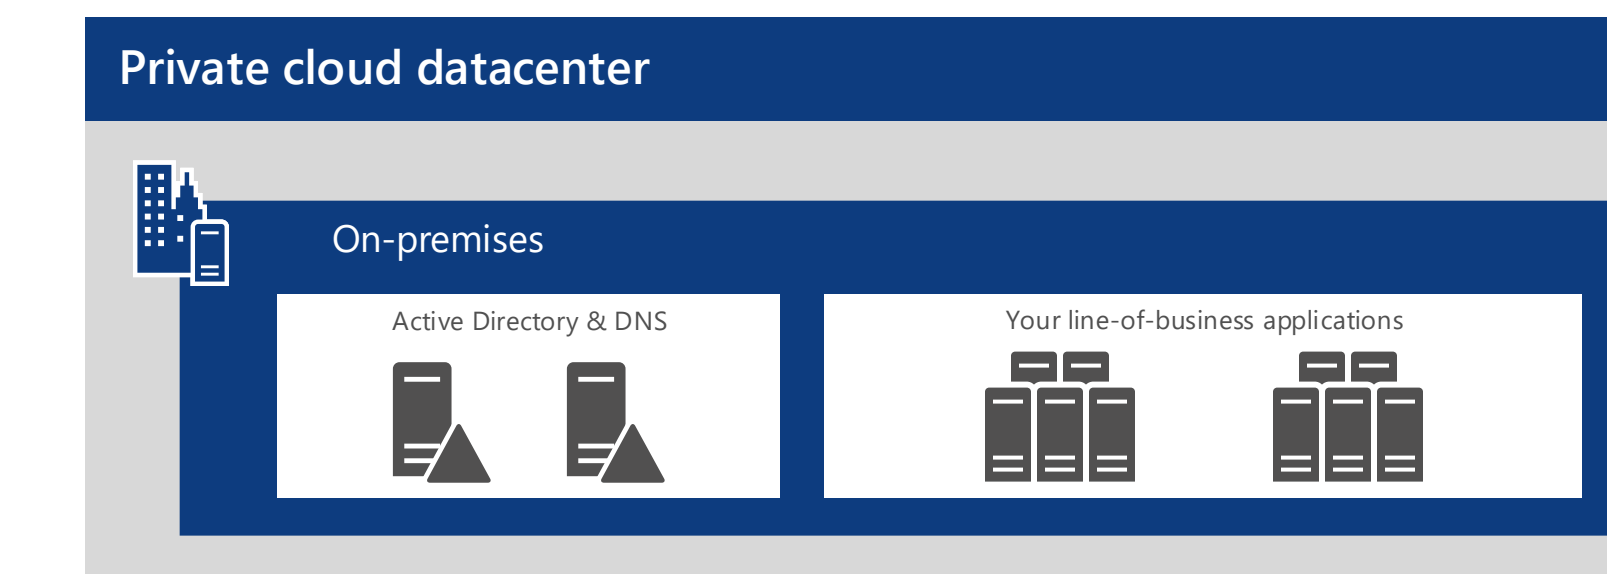 Private cloud datacenter
On-premises
Active Directory & DNS
Your line-of-business applications